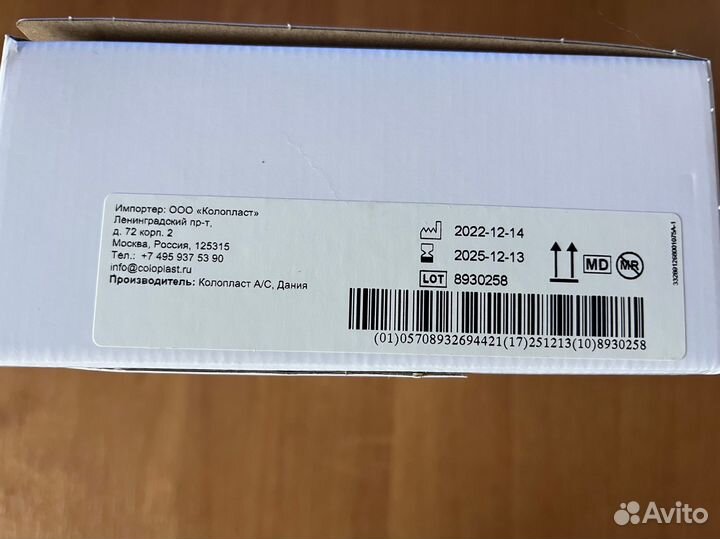 Импортер: ООО «Колопласт»
Ленинградский пр-т,
д. 72 корп. 2
Москва, Россия, 125315
Тел.: +7 495 937 53 90
info@coloplast.ru
Производитель: Колопласт А/С, Дания
2022-12-14
2025-12-13
LOT 8930258
MD
MR
(01)05708932694421(17)251213(10)8930258
Avito